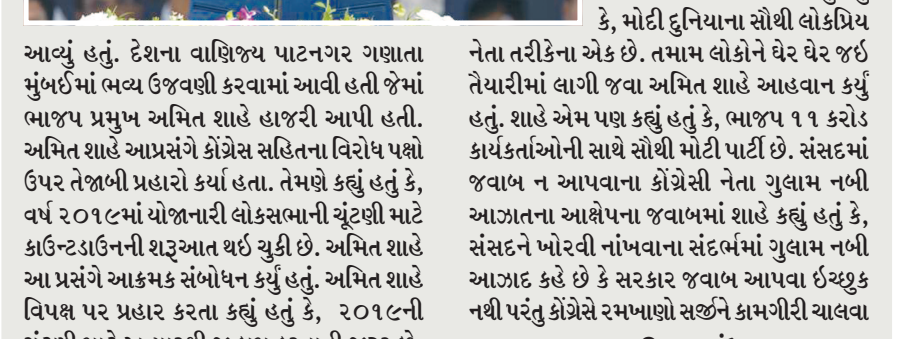 આવ્યું હતું. દેશના વાણિજ્ય પાટનગર ગણાતા
મુંબઈમાં ભવ્ય ઉજવણી કરવામાં આવી હતી જેમાં
ભાજપ પ્રમુખ અમિત શાહે હાજરી આપી હતી.
અમિત શાહે આપ્રસંગે કોંગ્રેસ સહિતના વિરોધ પક્ષો
ઉપર તેજાબી પ્રહારો કર્યા હતા. તેમણે કહ્યું હતું કે,
વર્ષ ૨૦૧૯માં યોજાનારી લોકસભાની ચૂંટણી માટે
કાઉન્ટડાઉનની શરૂઆત થઇ ચુકી છે. અમિત શાહે
આ પ્રસંગે આક્રમક સંબોધન કર્યું હતું. અમિત શાહે
વિપક્ષ પર પ્રહાર કરતા કહ્યું હતું કે, ૨૦૧૯ની
કે, મોદી દુનિયાના સૌથી લોકપ્રિય
નેતા તરીકેના એક છે. તમામ લોકોને ઘેર ઘેર જઇ
તૈયારીમાં લાગી જવા અમિત શાહે આહવાન કર્યું
હતું. શાહે એમ પણ કહ્યું હતું કે, ભાજપ ૧૧ કરોડ
કાર્યકર્તાઓની સાથે સૌથી મોટી પાર્ટી છે. સંસદમાં
જવાબ ન આપવાના કોંગ્રેસી નેતા ગુલામ નબી
આઝાતના આક્ષેપના જવાબમાં શાહે કહ્યું હતું કે,
સંસદને ખોરવી નાંખવાના સંદર્ભમાં ગુલામ નબી
આઝાદ કહે છે કે સરકાર જવાબ આપવા ઇચ્છુક
નથી પરંતુ કોંગ્રેસે રમખાણો સર્જીને કામગીરી ચાલવા